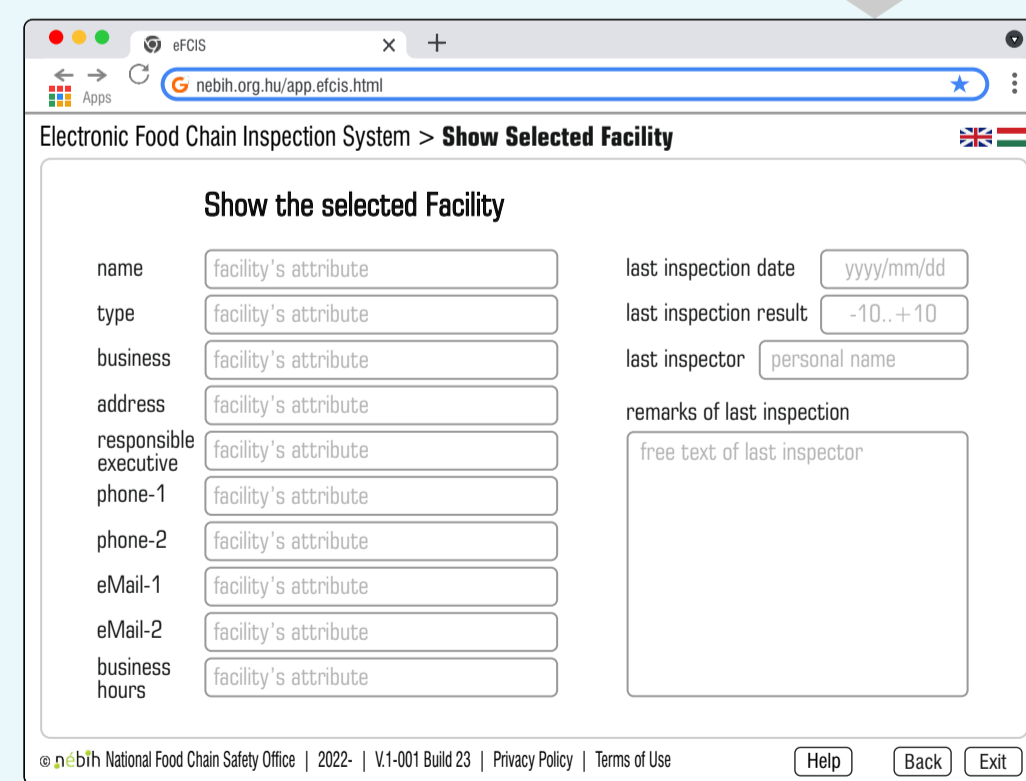 eFCIS
Apps
nebih.org.hu/app.efcis.html
Electronic Food Chain Inspection System > Show Selected Facility
Show the selected Facility
name facility's attribute
type facility's attribute
business facility's attribute
address facility's attribute
responsible executive facility's attribute
phone-1 facility's attribute
phone-2 facility's attribute
eMail-1 facility's attribute
eMail-2 facility's attribute
business hours facility's attribute
last inspection date yyyy/mm/dd
last inspection result -10..+10
last inspector personal name
remarks of last inspection
free text of last inspector
© nébih National Food Chain Safety Office | 2022- | V.1-001 Build 23 | Privacy Policy | Terms of Use Help Back Exit